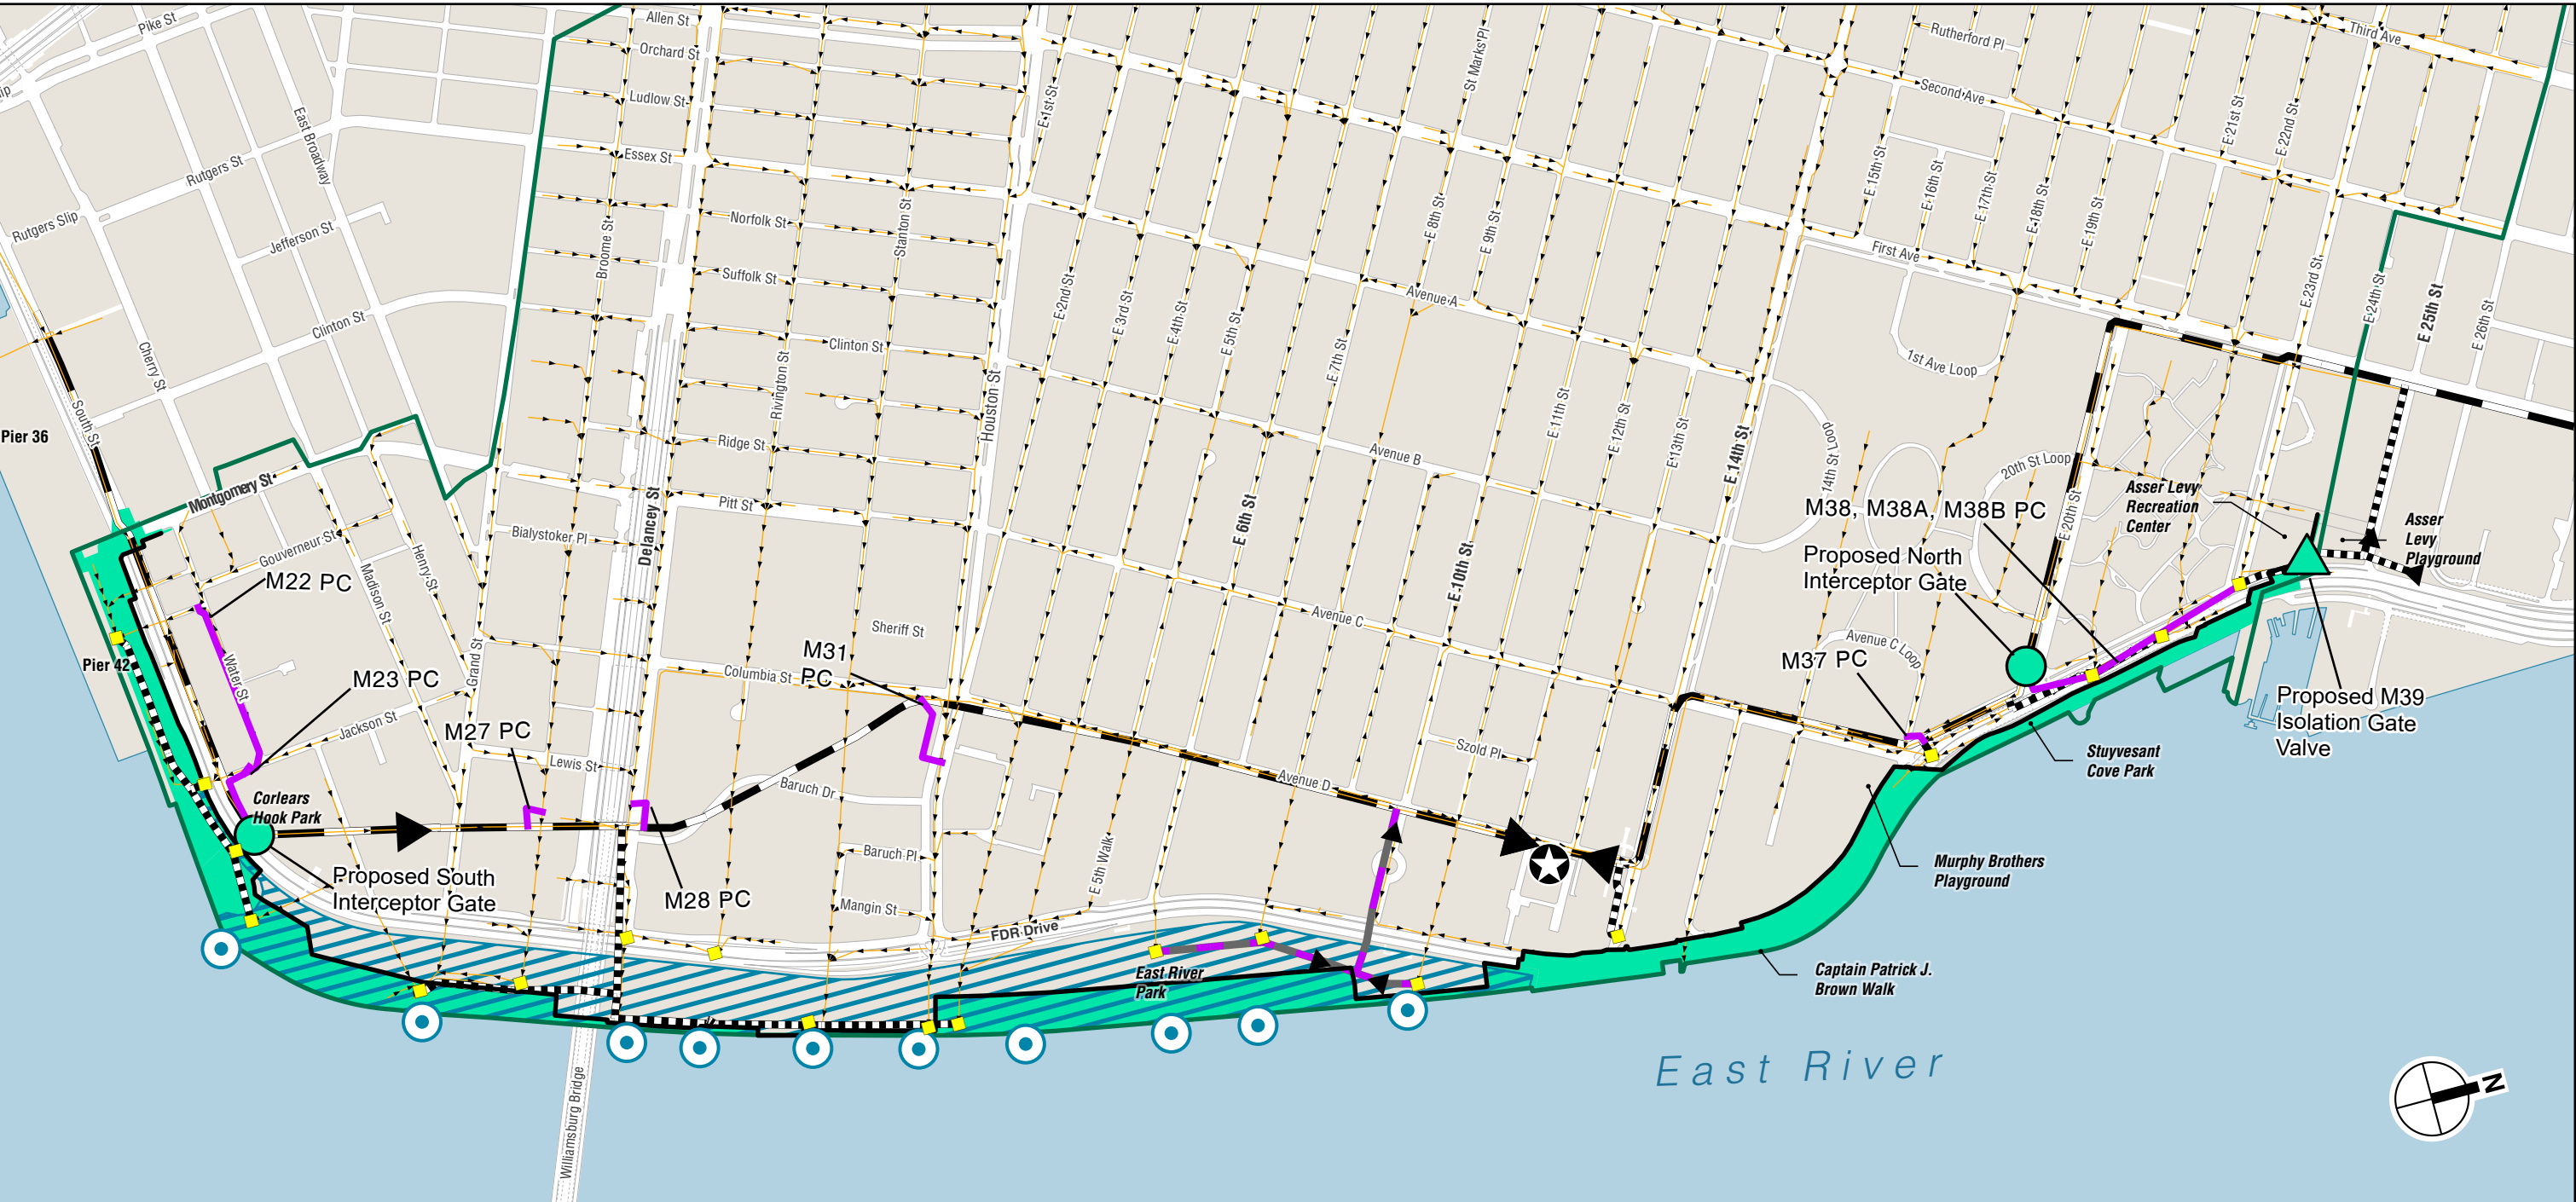 Pike St
Allen St
Orchard St
Ludlow St
Essex St
Norfolk St
Suffolk St
Clinton St
Ridge St
Pitt St
Bialystoker Pl
Sheriff St
Columbia St
Lewis St
Baruch Dr
Baruch Pl
Mangin St
FDR Drive
East Broadway
Rutgers St
Rutgers Slip
Jefferson St
Clinton St
Cherry St
South St
Pier 36
Montgomery St
Gouverneur St
Henry St
Madison St
Water St
Jackson St
Grand St
Pier 42
Broome St
Delancey St
Rivington St
Stanton St
Houston St
E 1st St
E 2nd St
E 3rd St
E 4th St
E 5th St
E 6th St
E 7th St
St Marks Pl
E 8th St
E 9th St
E 10th St
E 11th St
E 12th St
E 13th St
E 14th St
14th St Loop
E 15th St
E 16th St
E 17th St
E 18th St
E 19th St
E 20th St
20th St Loop
E 21st St
E 22nd St
E 23rd St
E 24th St
E 25th St
E 26th St
Rutherford Pl
Third Ave
Second Ave
First Ave
1st Ave Loop
Avenue A
Avenue B
Avenue C
Avenue C Loop
Avenue D
Szold Pl
E 5th Walk
M22 PC
M23 PC
M27 PC
M28 PC
M31
PC
M37 PC
M38, M38A, M38B PC
Proposed North
Interceptor Gate
Proposed South
Interceptor Gate
Proposed M39
Isolation Gate
Valve
Corlears
Hook Park
East River
Park
Asser Levy
Recreation
Center
Asser
Levy
Playground
Stuyvesant
Cove Park
Murphy Brothers
Playground
Captain Patrick J.
Brown Walk
Williamsburg Bridge
East River
N